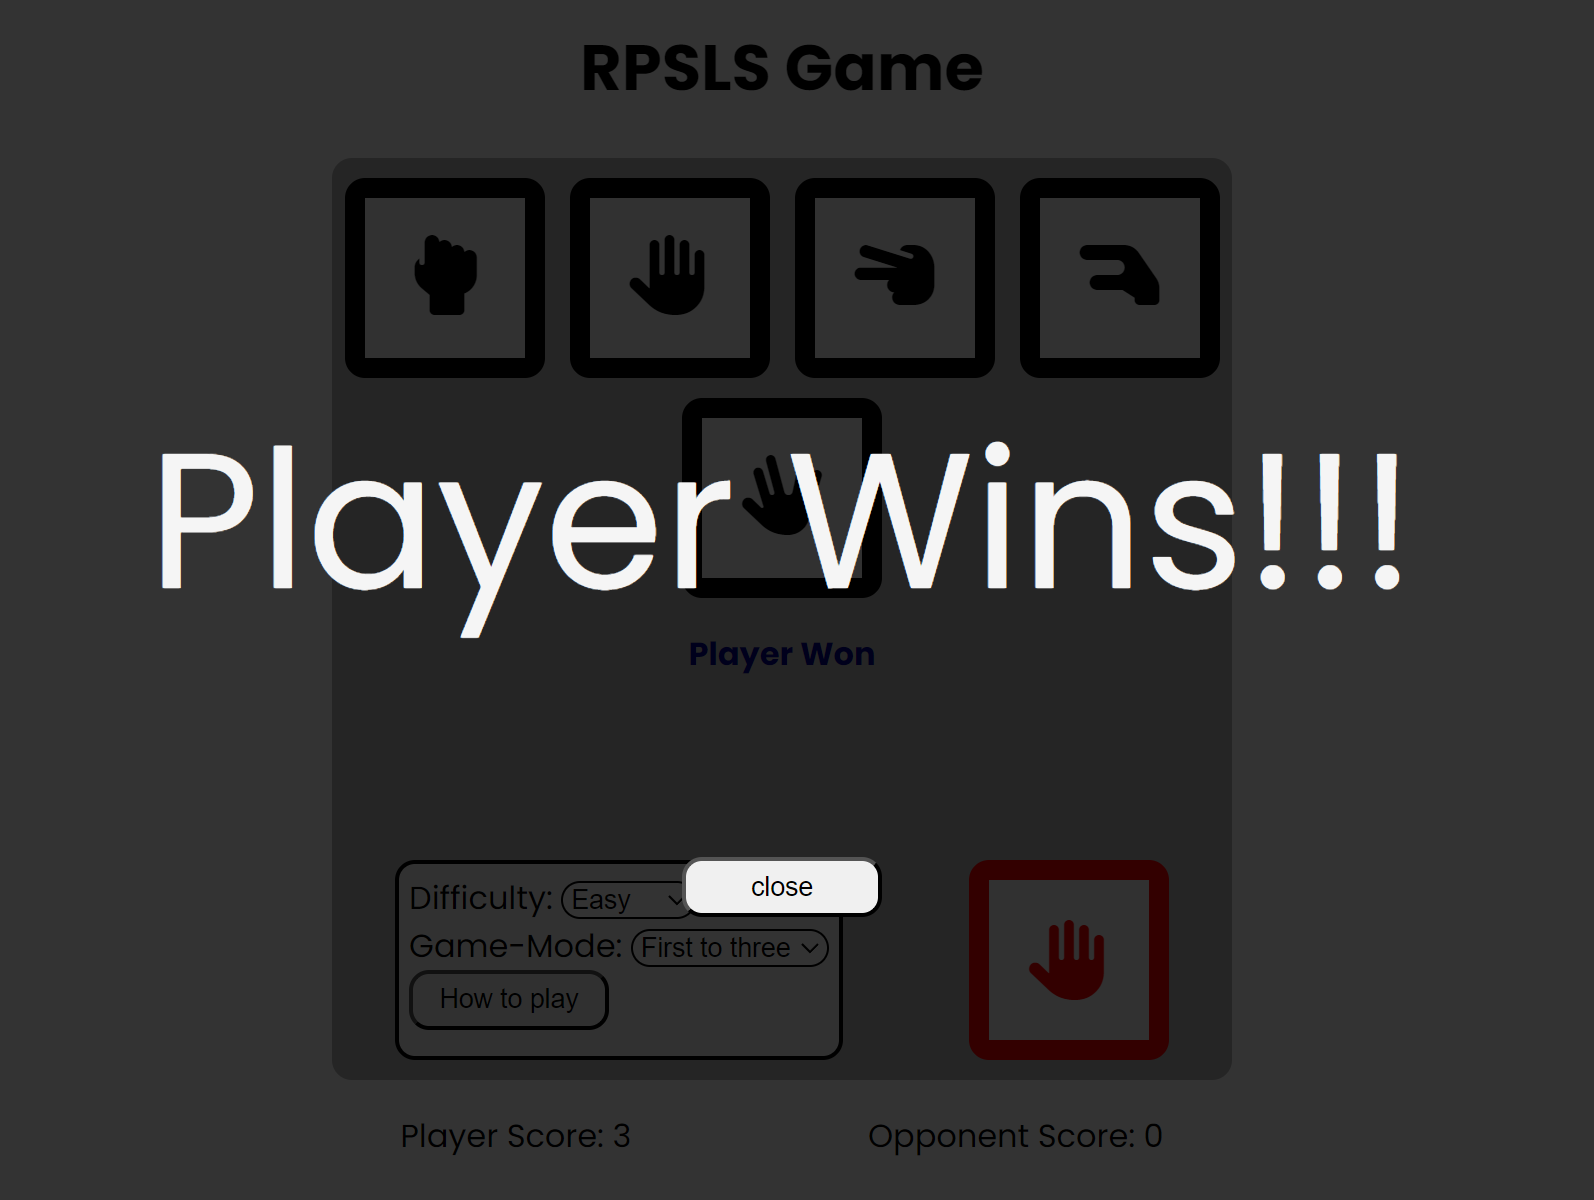 RPSLS Game
Player Wins!!!
Player Won
Difficulty: Easy
close
Game-Mode: First to three
How to play
Player Score: 3
Opponent Score: 0